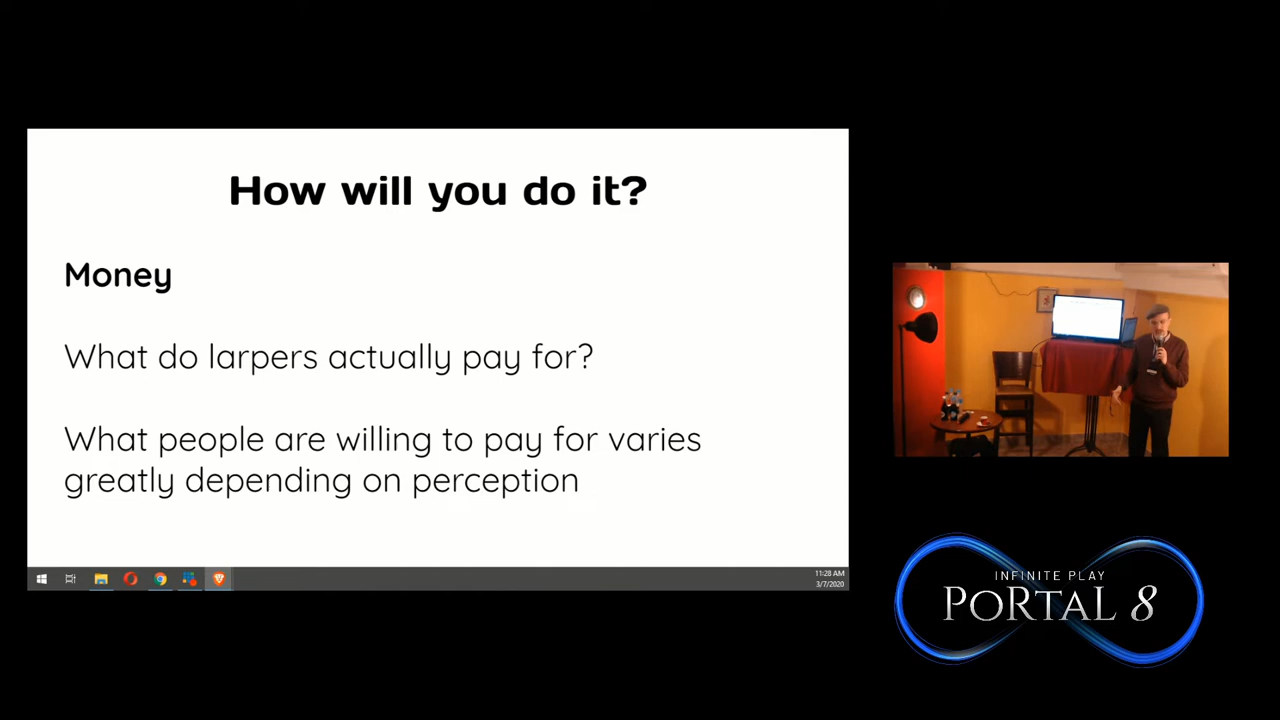 How will you do it?
Money
What do larpers actually pay for?
What people are willing to pay for varies
greatly depending on perception
11:28 AM
3/7/2020
INFINITE PLAY
PORTAL 8